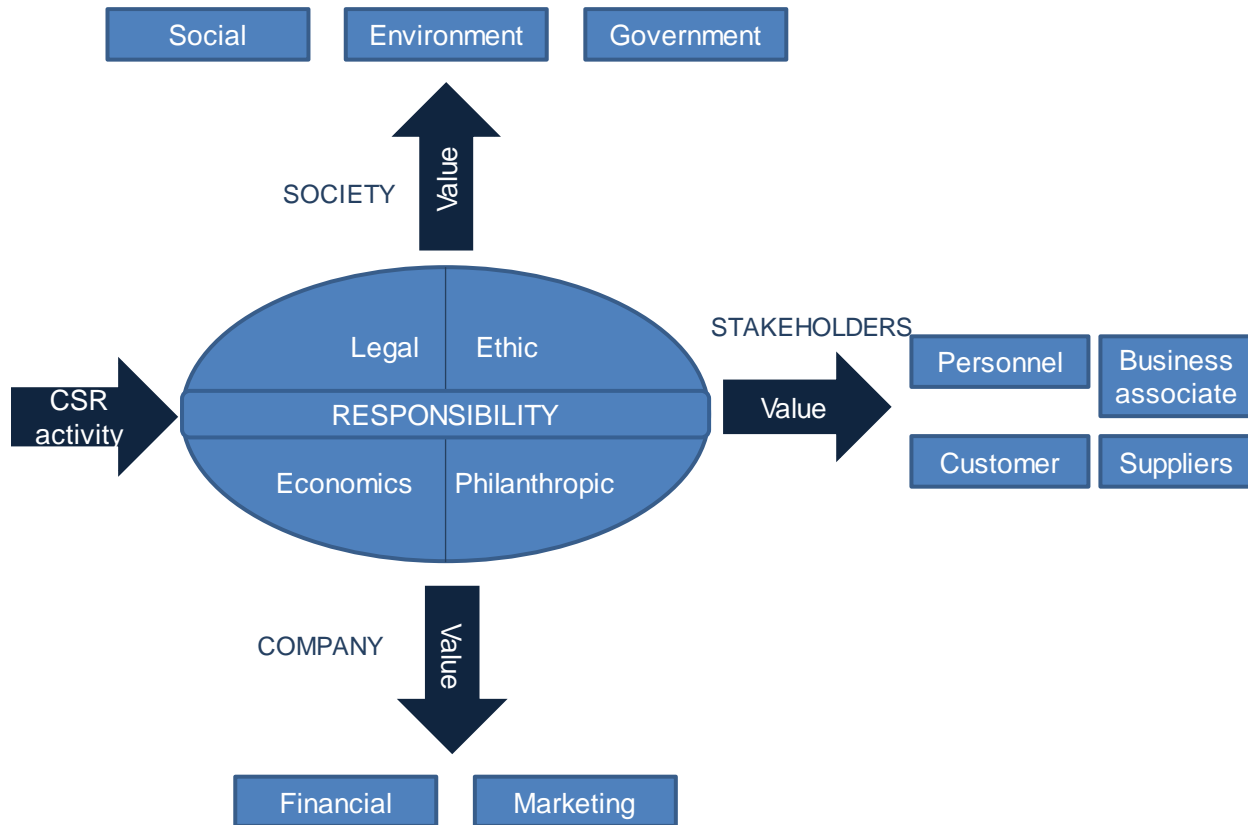 Social
Environment
Government
Value
SOCIETY
Legal
Ethic
STAKEHOLDERS
Personnel
Business
associate
CSR
activity
RESPONSIBILITY
Value
Customer
Suppliers
Economics
Philanthropic
COMPANY
Value
Financial
Marketing